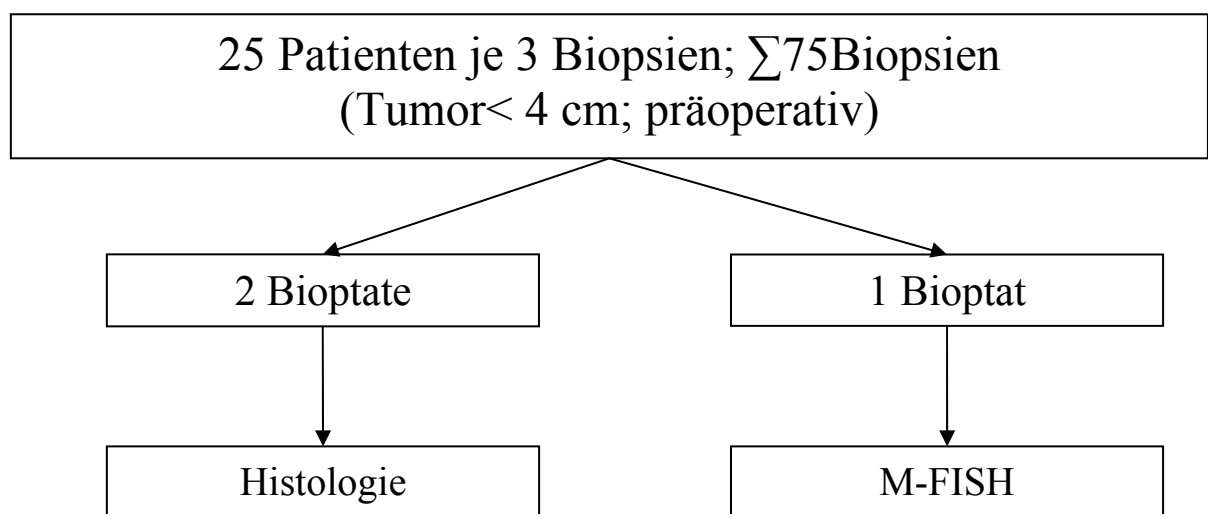 25 Patienten je 3 Biopsien; ∑75Biopsien
(Tumor< 4 cm; präoperativ)
2 Bioptate
1 Bioptat
Histologie
M-FISH